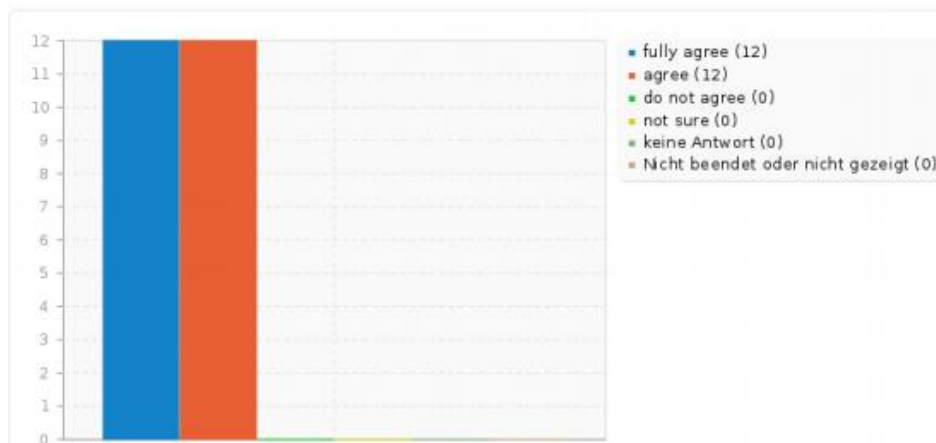 12
11
10
9
8
7
6
5
4
3
2
1
0
fully agree (12)
agree (12)
do not agree (0)
not sure (0)
keine Antwort (0)
Nicht beendet oder nicht gezeigt (0)